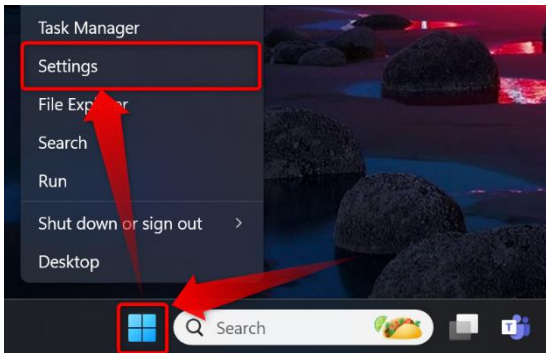 Task Manager
Settings
File Explorer
Search
Run
Shut down or sign out
Desktop
Search
T